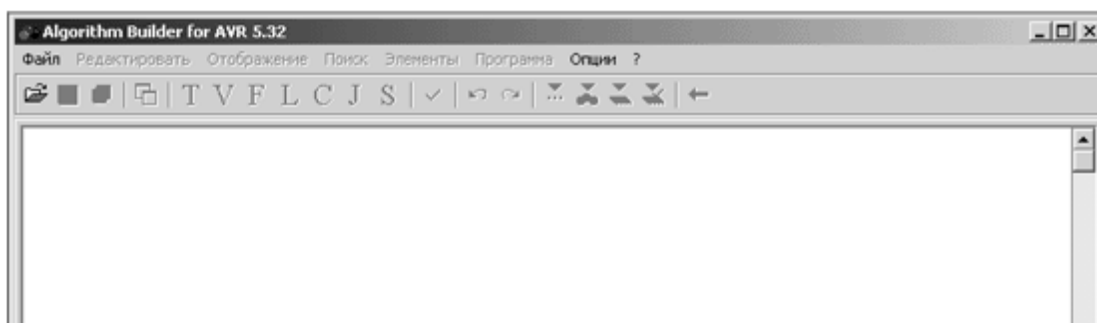 Algorithm Builder for AVR 5.32
Файл Редактировать Отображение Поиск Элементы Программа Опции ?
T V F L C J S